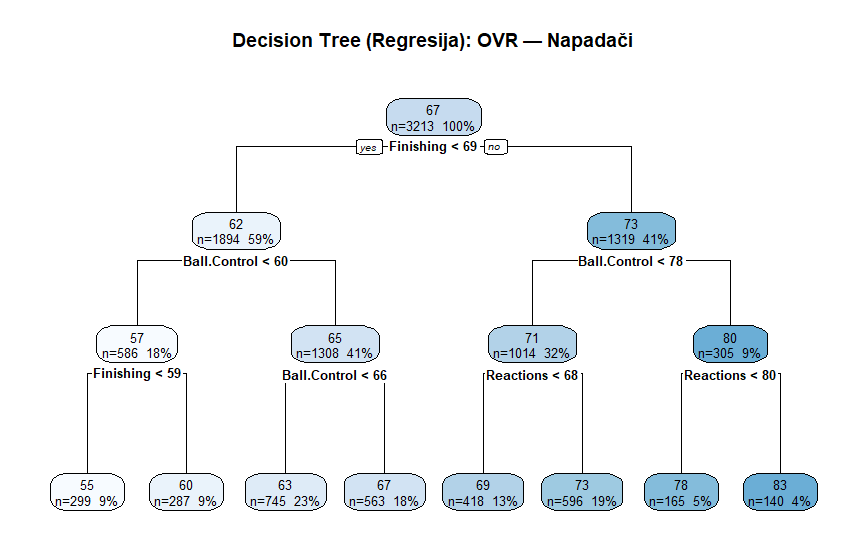 Decision Tree (Regresija): OVR — Napadači
67
n=3213 100%
yes Finishing < 69 no
62
n=1894 59%
73
n=1319 41%
Ball.Control < 60
Ball.Control < 78
57
n=586 18%
65
n=1308 41%
71
n=1014 32%
80
n=305 9%
Finishing < 59
Ball.Control < 66
Reactions < 68
Reactions < 80
55
n=299 9%
60
n=287 9%
63
n=745 23%
67
n=563 18%
69
n=418 13%
73
n=596 19%
78
n=165 5%
83
n=140 4%